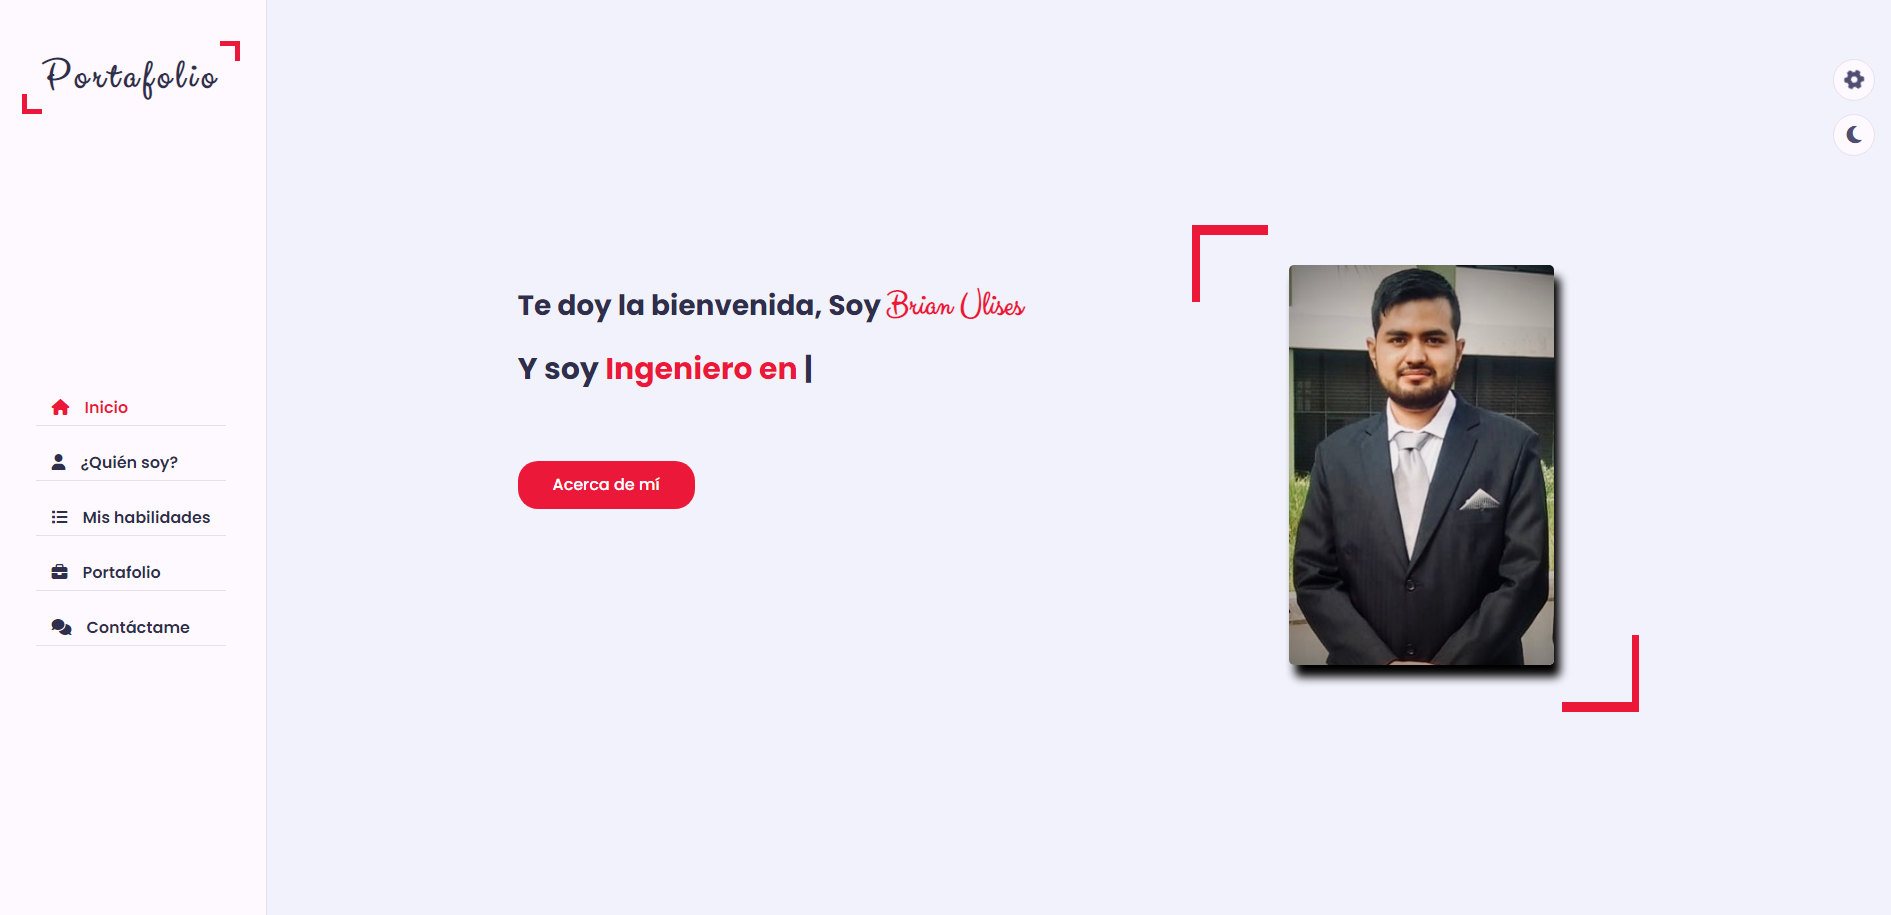 Portafolio
Inicio
¿Quién soy?
Mis habilidades
Portafolio
Contáctame
Te doy la bienvenida, Soy Brian Ulises
Y soy Ingeniero en |
Acerca de mí